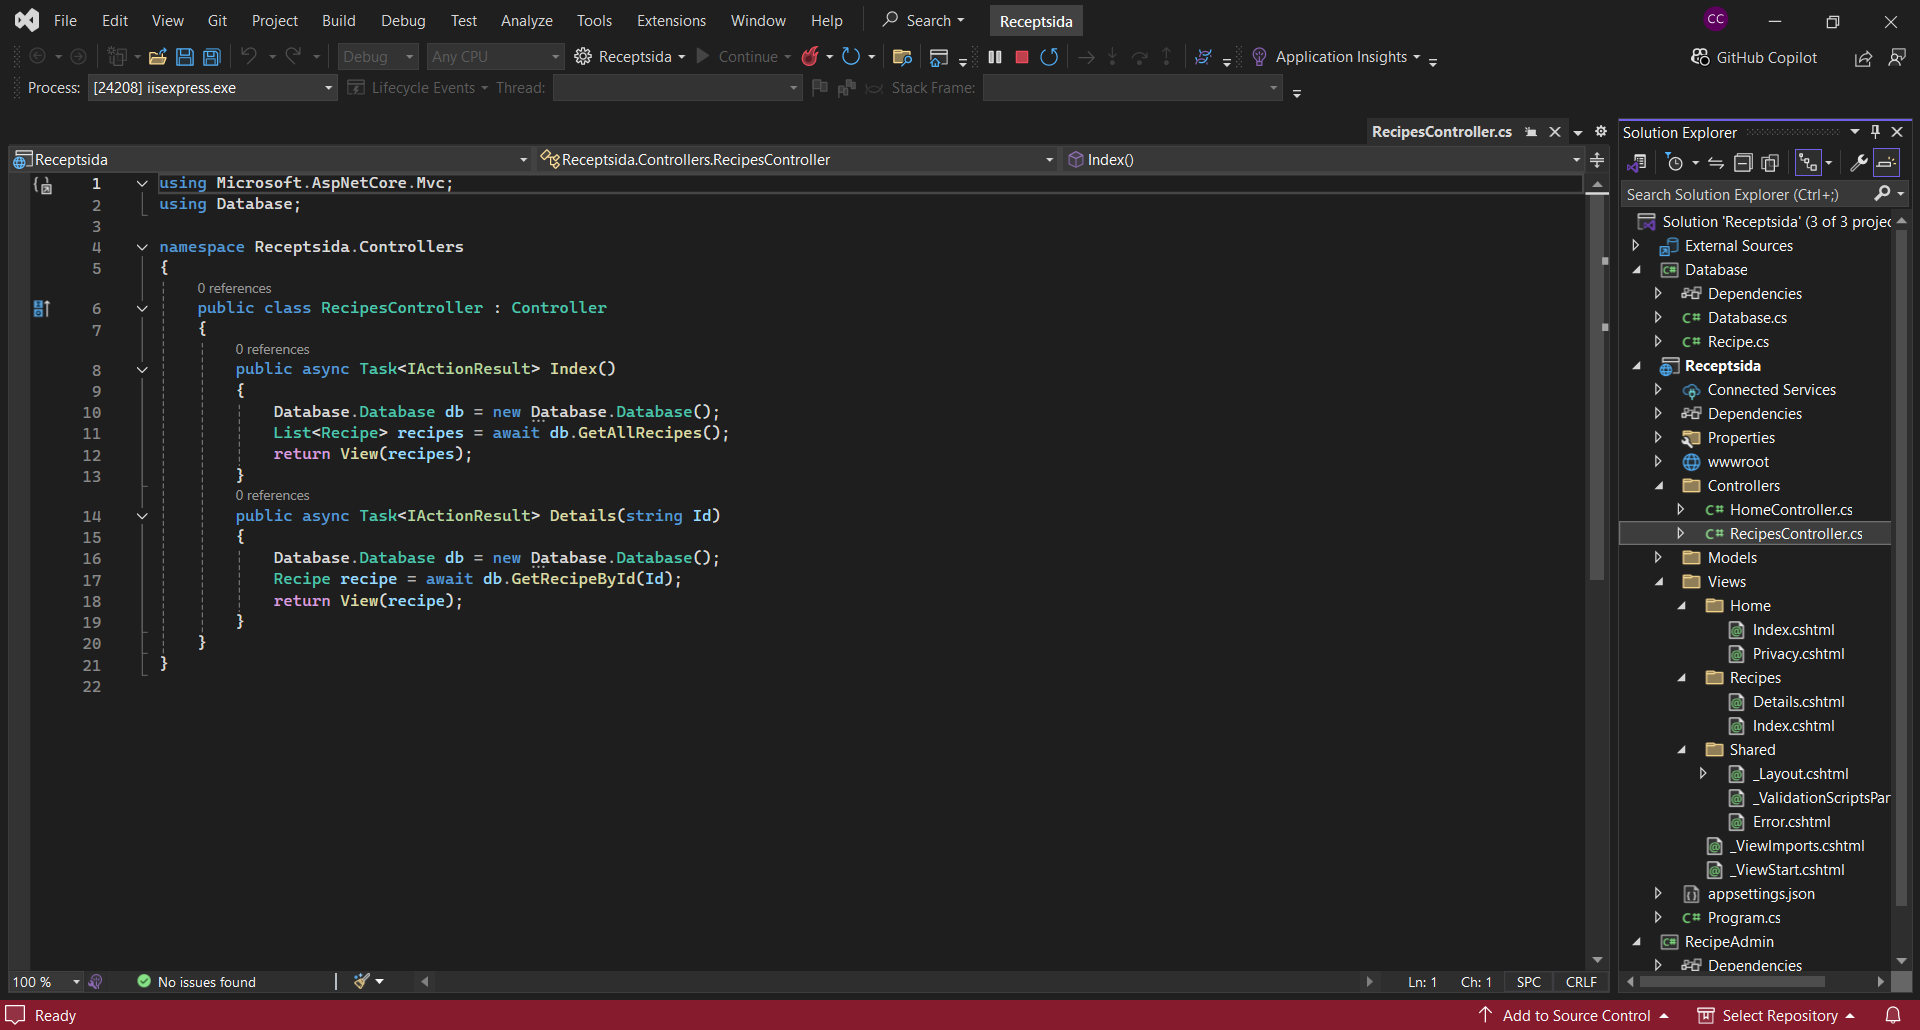 File Edit View Git Project Build Debug Test Analyze Tools Extensions Window Help Search Receptsida CC
Debug Any CPU Receptsida Continue Application Insights GitHub Copilot
Process: [24208] iisexpress.exe Lifecycle Events Thread: Stack Frame:
RecipesController.cs
Receptsida Receptsida.Controllers.RecipesController Index()
1 using Microsoft.AspNetCore.Mvc;
2 using Database;
3
4 namespace Receptsida.Controllers
5 {
0 references
6 public class RecipesController : Controller
7 {
0 references
8 public async Task<IActionResult> Index()
9 {
10 Database.Database db = new Database.Database();
11 List<Recipe> recipes = await db.GetAllRecipes();
12 return View(recipes);
13 }
0 references
14 public async Task<IActionResult> Details(string Id)
15 {
16 Database.Database db = new Database.Database();
17 Recipe recipe = await db.GetRecipeById(Id);
18 return View(recipe);
19 }
20 }
21 }
22
100 % No issues found Ln: 1 Ch: 1 SPC CRLF
Solution Explorer
Search Solution Explorer (Ctrl+;)
Solution 'Receptsida' (3 of 3 projec
External Sources
C# Database
Dependencies
C# Database.cs
C# Recipe.cs
Receptsida
Connected Services
Dependencies
Properties
wwwroot
Controllers
C# HomeController.cs
C# RecipesController.cs
Models
Views
Home
Index.cshtml
Privacy.cshtml
Recipes
Details.cshtml
Index.cshtml
Shared
_Layout.cshtml
_ValidationScriptsPar
Error.cshtml
_ViewImports.cshtml
_ViewStart.cshtml
appsettings.json
C# Program.cs
C# RecipeAdmin
Dependencies
Ready Add to Source Control Select Repository